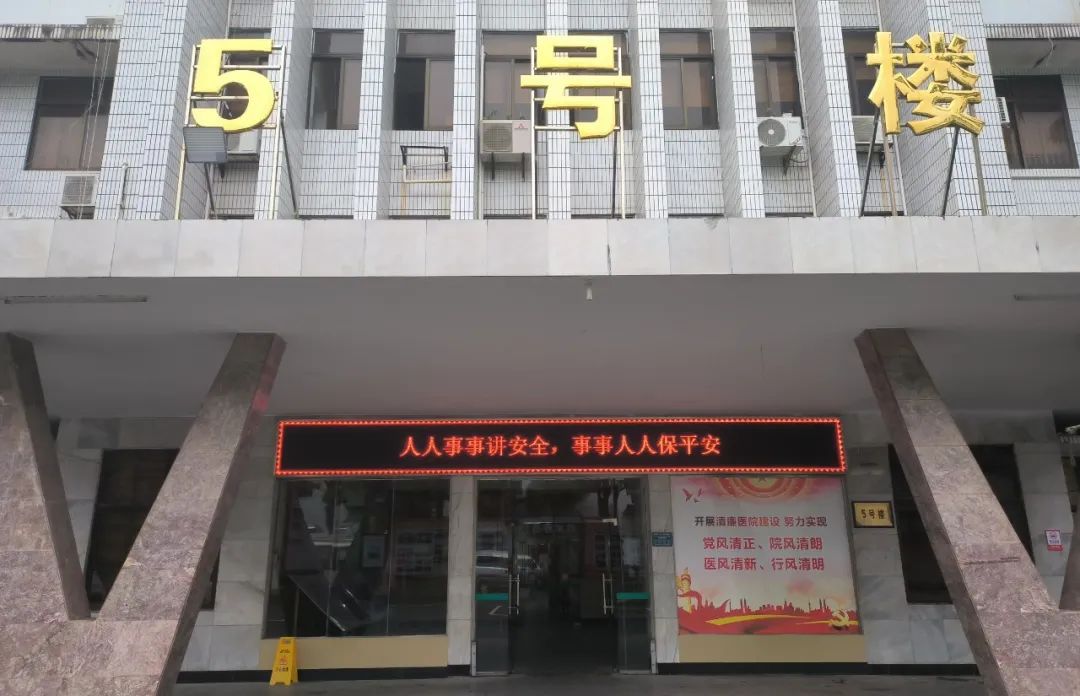 5号楼
人人事事讲安全，事事人人保平安
开展清廉医院建设 努力实现
党风清正、院风清朗
医风清新、行风清明
5号楼